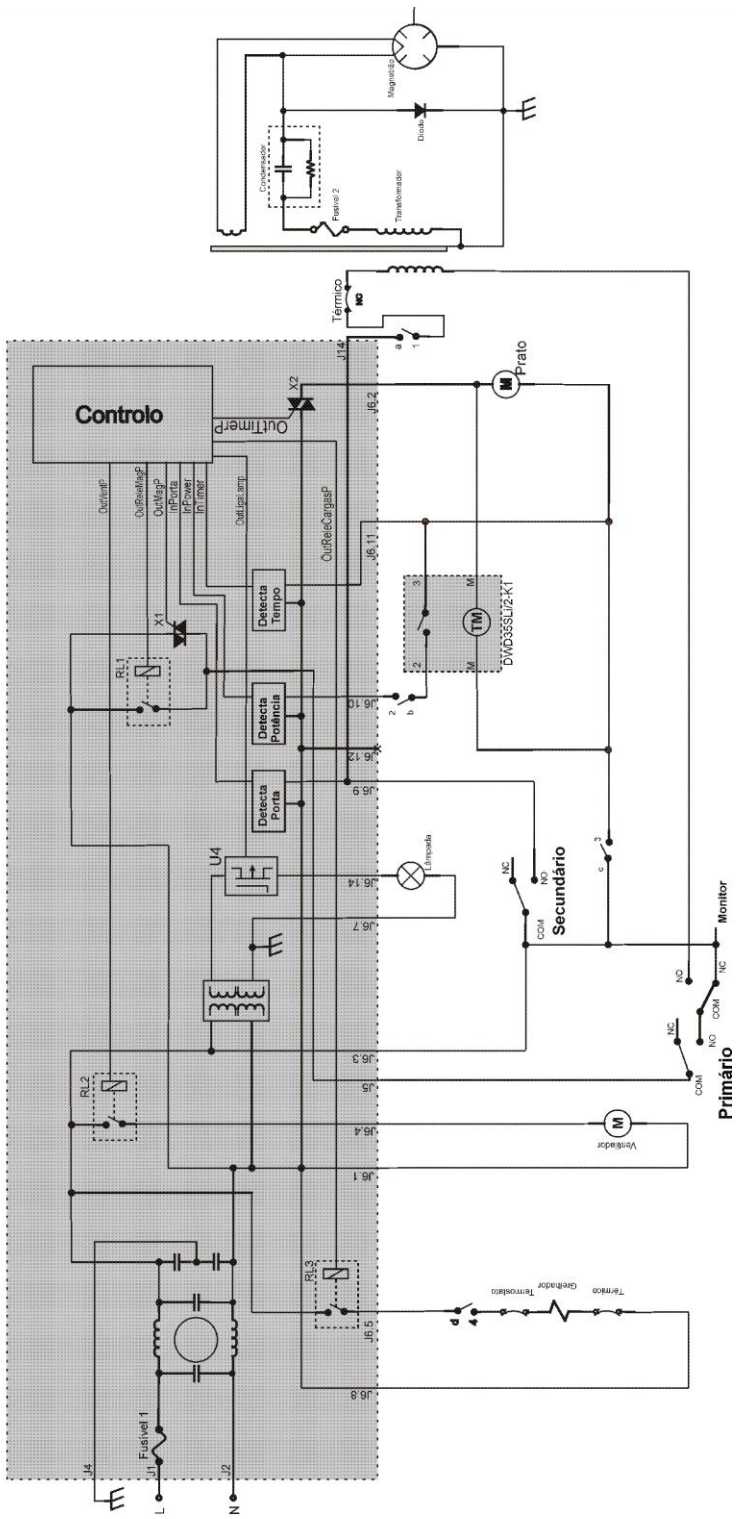 Magnetrão
Condensador
Diodo
Fusível 2
Transformador
Térmico
NC
a
1
J14
Controlo
OutTimerP
X2
J6.2
M
Prato
OutVentP
OutReleMagP
OutMagP
InPorta
InPower
InTimer
OutLigaLamp
OutReleCargasP
J6.11
X1
RL1
Detecta
Tempo
Detecta
Potência
Detecta
Porta
3
2
M
M
TM
DWD35SLi/2-K1
J6.10
2
b
J6.12
J6.9
U4
J6.14
Lâmpada
J6.7
NC
NO
COM
Secundário
3
c
Monitor
NO
NC
COM
NC
NO
COM
Primário
J6.3
J5
RL2
J6.4
M
Ventilador
J6.1
RL3
J6.5
d
4
Termostato
Grelhador
Térmico
J6.8
J4
Fusível 1
J1
J2
L
N